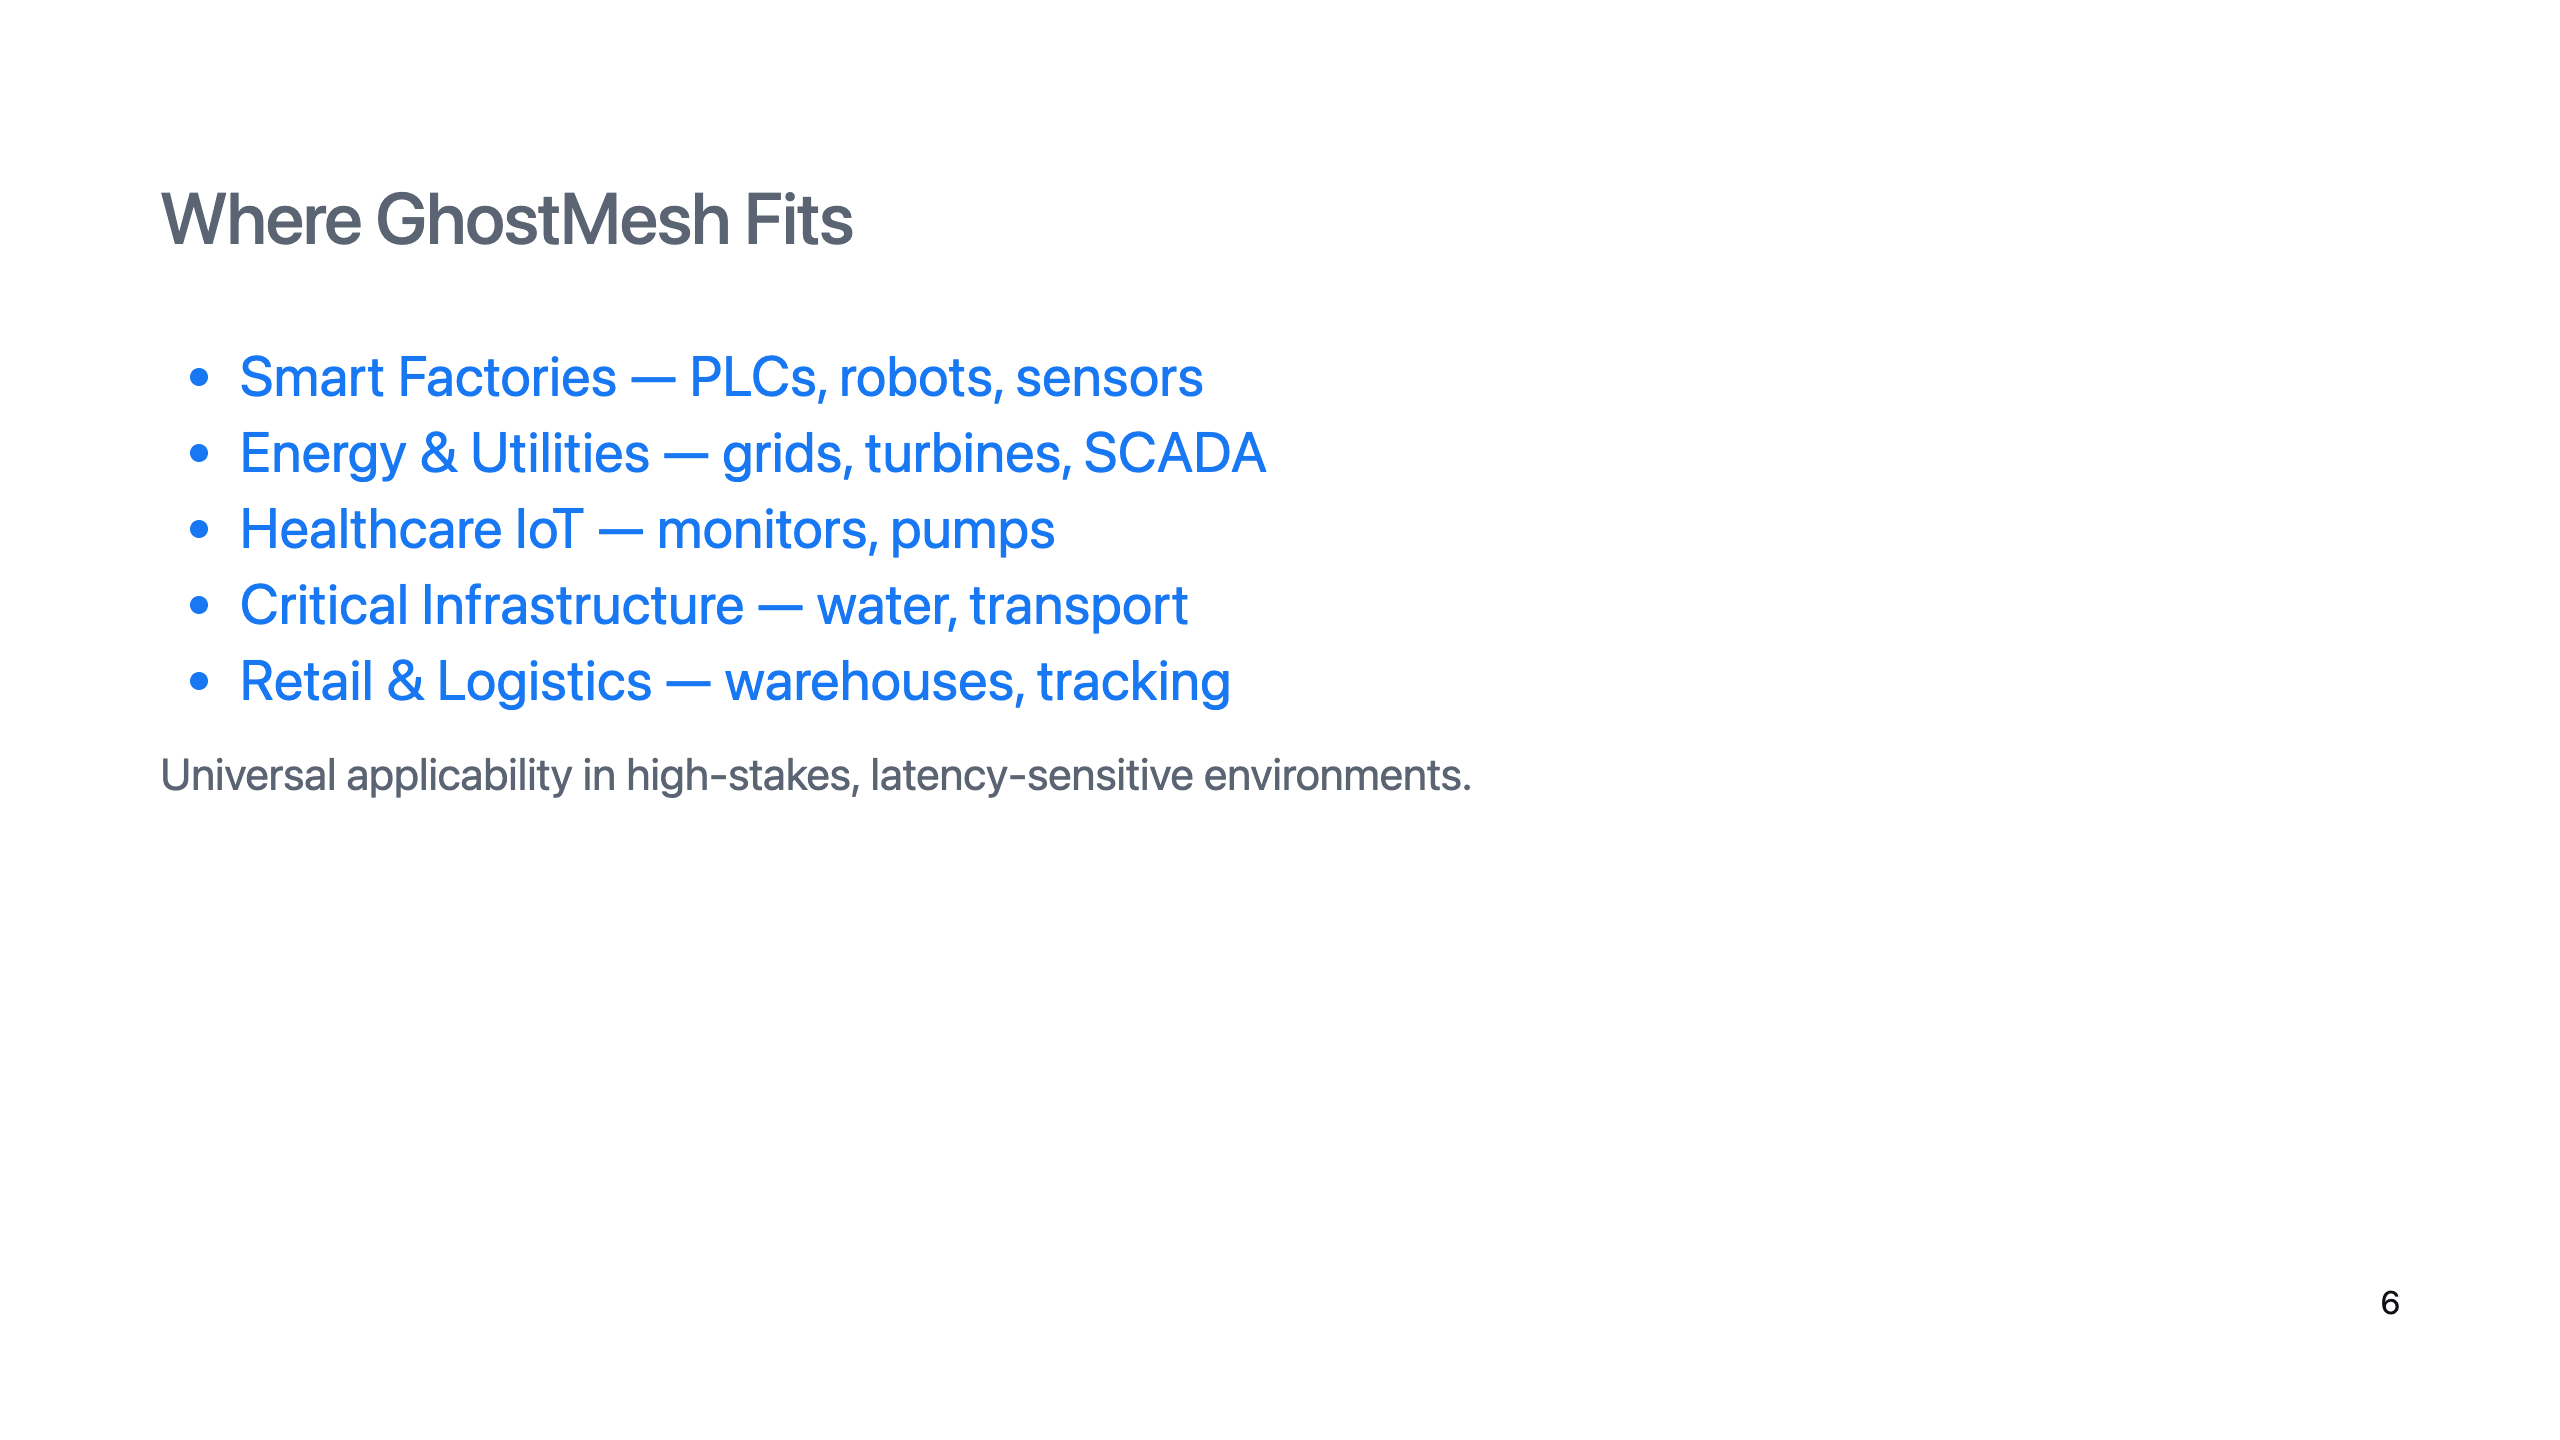 Where GhostMesh Fits
• Smart Factories — PLCs, robots, sensors
• Energy & Utilities — grids, turbines, SCADA
• Healthcare IoT — monitors, pumps
• Critical Infrastructure — water, transport
• Retail & Logistics — warehouses, tracking
Universal applicability in high-stakes, latency-sensitive environments.
6